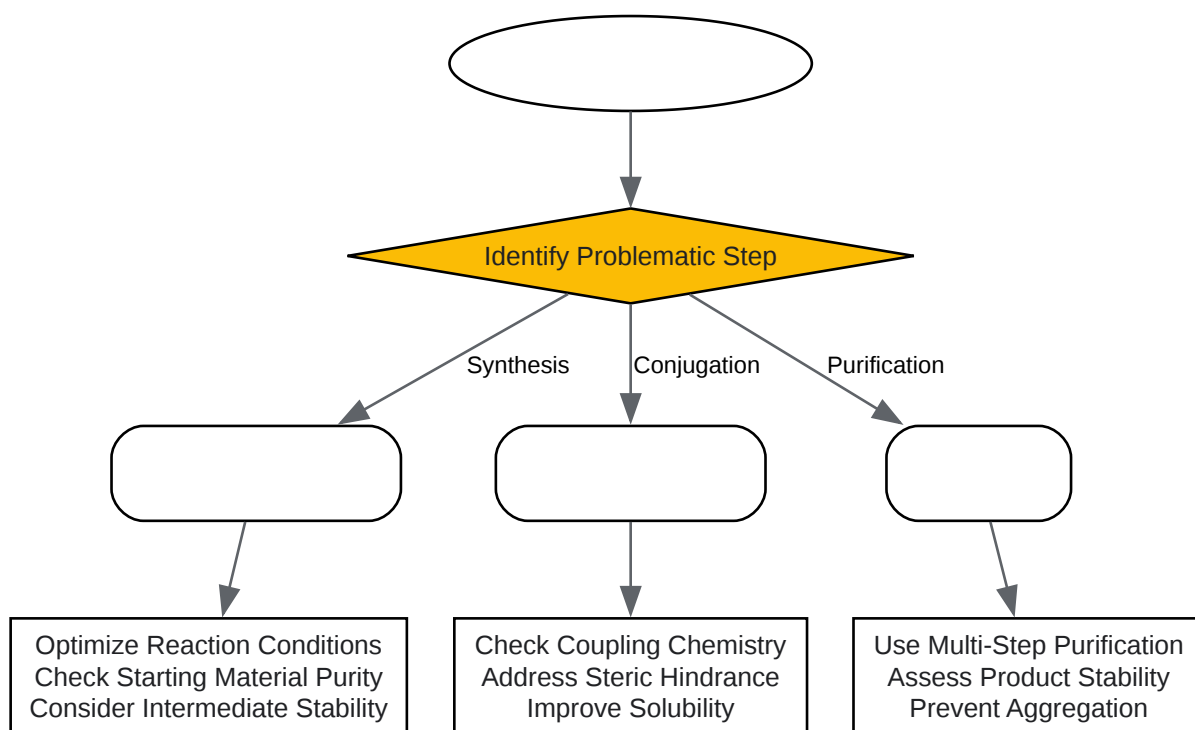 Identify Problematic Step
Synthesis
Conjugation
Purification
Optimize Reaction Conditions
Check Starting Material Purity
Consider Intermediate Stability
Check Coupling Chemistry
Address Steric Hindrance
Improve Solubility
Use Multi-Step Purification
Assess Product Stability
Prevent Aggregation